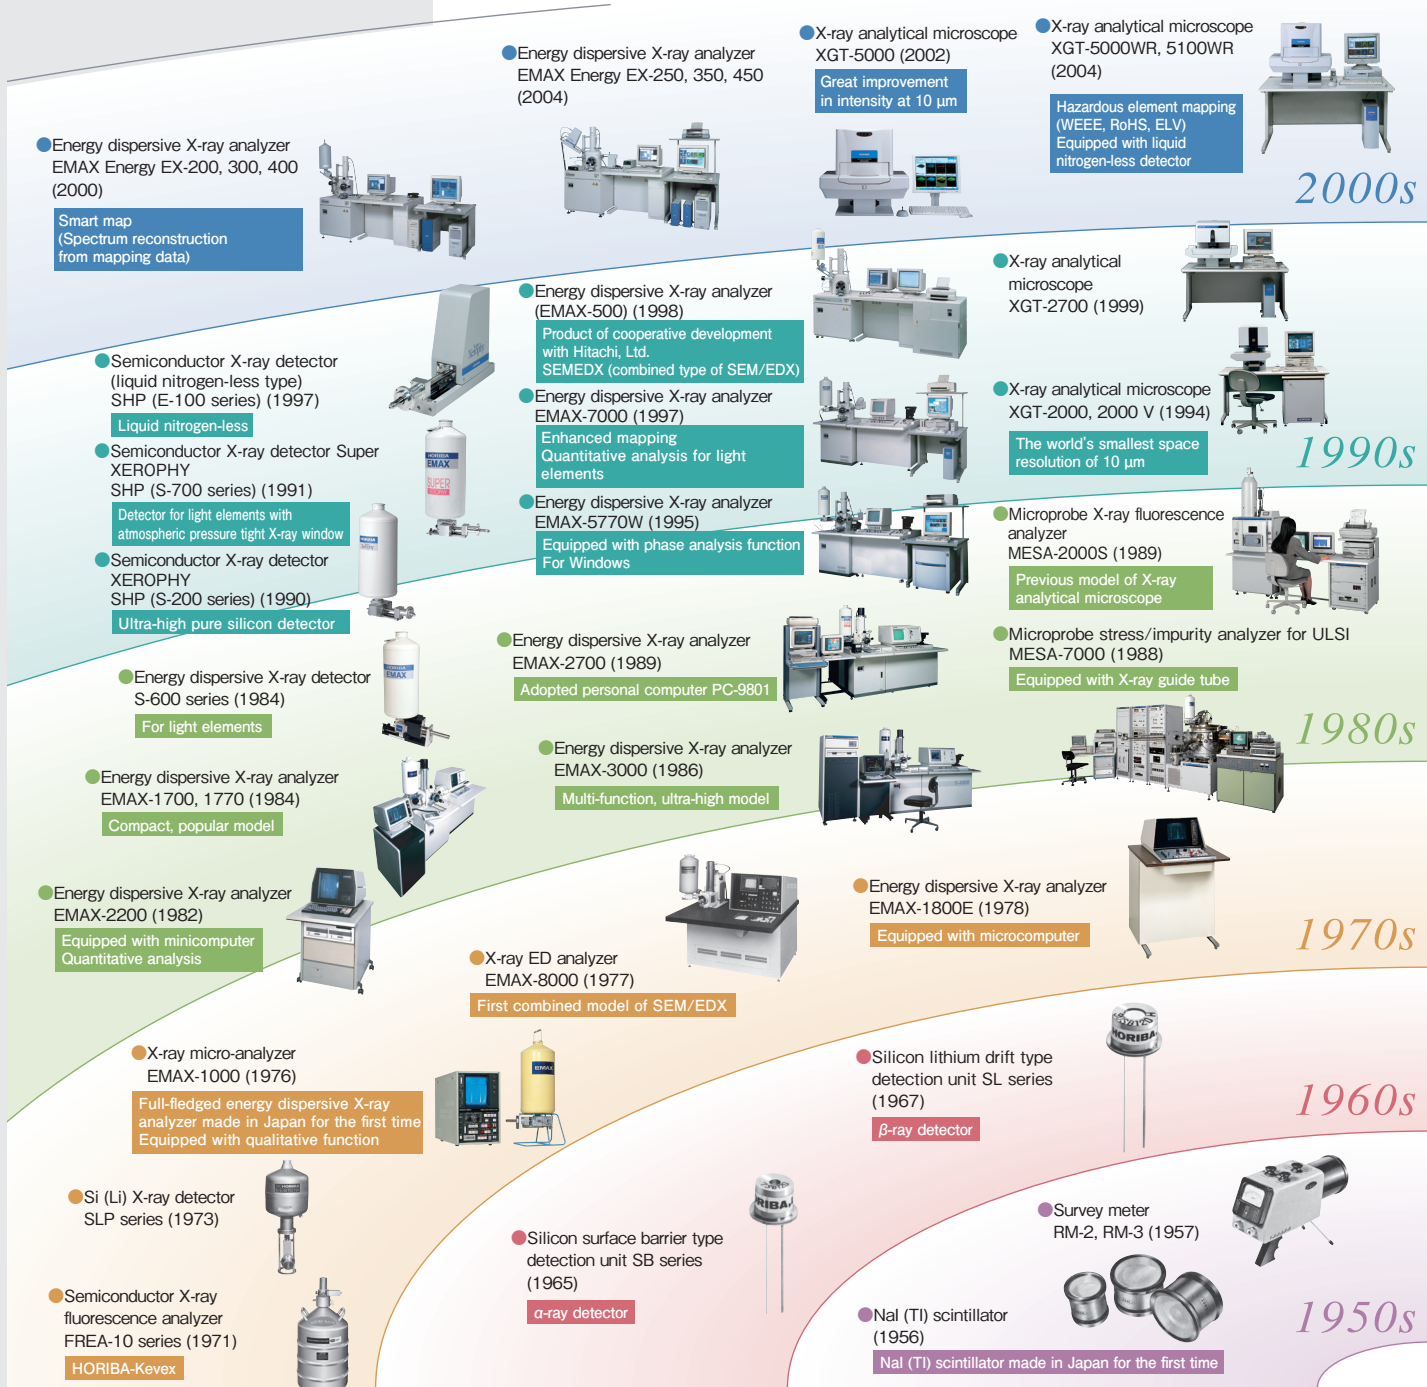 ●Energy dispersive X-ray analyzer
EMAX Energy EX-200, 300, 400
(2000)
Smart map
(Spectrum reconstruction
from mapping data)
●Energy dispersive X-ray analyzer
EMAX Energy EX-250, 350, 450
(2004)
●X-ray analytical microscope
XGT-5000 (2002)
Great improvement
in intensity at 10 µm
●X-ray analytical microscope
XGT-5000WR, 5100WR
(2004)
Hazardous element mapping
(WEEE, RoHS, ELV)
Equipped with liquid
nitrogen-less detector
2000s
●Semiconductor X-ray detector
(liquid nitrogen-less type)
SHP (E-100 series) (1997)
Liquid nitrogen-less
●Semiconductor X-ray detector Super
XEROPHY
SHP (S-700 series) (1991)
Detector for light elements with
atmospheric pressure tight X-ray window
●Semiconductor X-ray detector
XEROPHY
SHP (S-200 series) (1990)
Ultra-high pure silicon detector
HORIBA
EMAX
SUPER
●Energy dispersive X-ray analyzer
(EMAX-500) (1998)
Product of cooperative development
with Hitachi, Ltd.
SEMEDX (combined type of SEM/EDX)
●Energy dispersive X-ray analyzer
EMAX-7000 (1997)
Enhanced mapping
Quantitative analysis for light
elements
●Energy dispersive X-ray analyzer
EMAX-5770W (1995)
Equipped with phase analysis function
For Windows
●X-ray analytical
microscope
XGT-2700 (1999)
●X-ray analytical microscope
XGT-2000, 2000 V (1994)
The world's smallest space
resolution of 10 µm
1990s
●Microprobe X-ray fluorescence
analyzer
MESA-2000S (1989)
Previous model of X-ray
analytical microscope
●Microprobe stress/impurity analyzer for ULSI
MESA-7000 (1988)
Equipped with X-ray guide tube
●Energy dispersive X-ray analyzer
EMAX-2700 (1989)
Adopted personal computer PC-9801
●Energy dispersive X-ray detector
S-600 series (1984)
For light elements
HORIBA
EMAX
●Energy dispersive X-ray analyzer
EMAX-3000 (1986)
Multi-function, ultra-high model
1980s
●Energy dispersive X-ray analyzer
EMAX-1700, 1770 (1984)
Compact, popular model
●Energy dispersive X-ray analyzer
EMAX-2200 (1982)
Equipped with minicomputer
Quantitative analysis
●Energy dispersive X-ray analyzer
EMAX-1800E (1978)
Equipped with microcomputer
1970s
●X-ray ED analyzer
EMAX-8000 (1977)
First combined model of SEM/EDX
●X-ray micro-analyzer
EMAX-1000 (1976)
Full-fledged energy dispersive X-ray
analyzer made in Japan for the first time
Equipped with qualitative function
EMAX
●Si (Li) X-ray detector
SLP series (1973)
HORIBA
●Semiconductor X-ray
fluorescence analyzer
FREA-10 series (1971)
HORIBA-Kevex
●Silicon lithium drift type
detection unit SL series
(1967)
β-ray detector
HORIBA
1960s
●Silicon surface barrier type
detection unit SB series
(1965)
α-ray detector
RIBA
●Survey meter
RM-2, RM-3 (1957)
●NaI (Tl) scintillator
(1956)
NaI (Tl) scintillator made in Japan for the first time
1950s